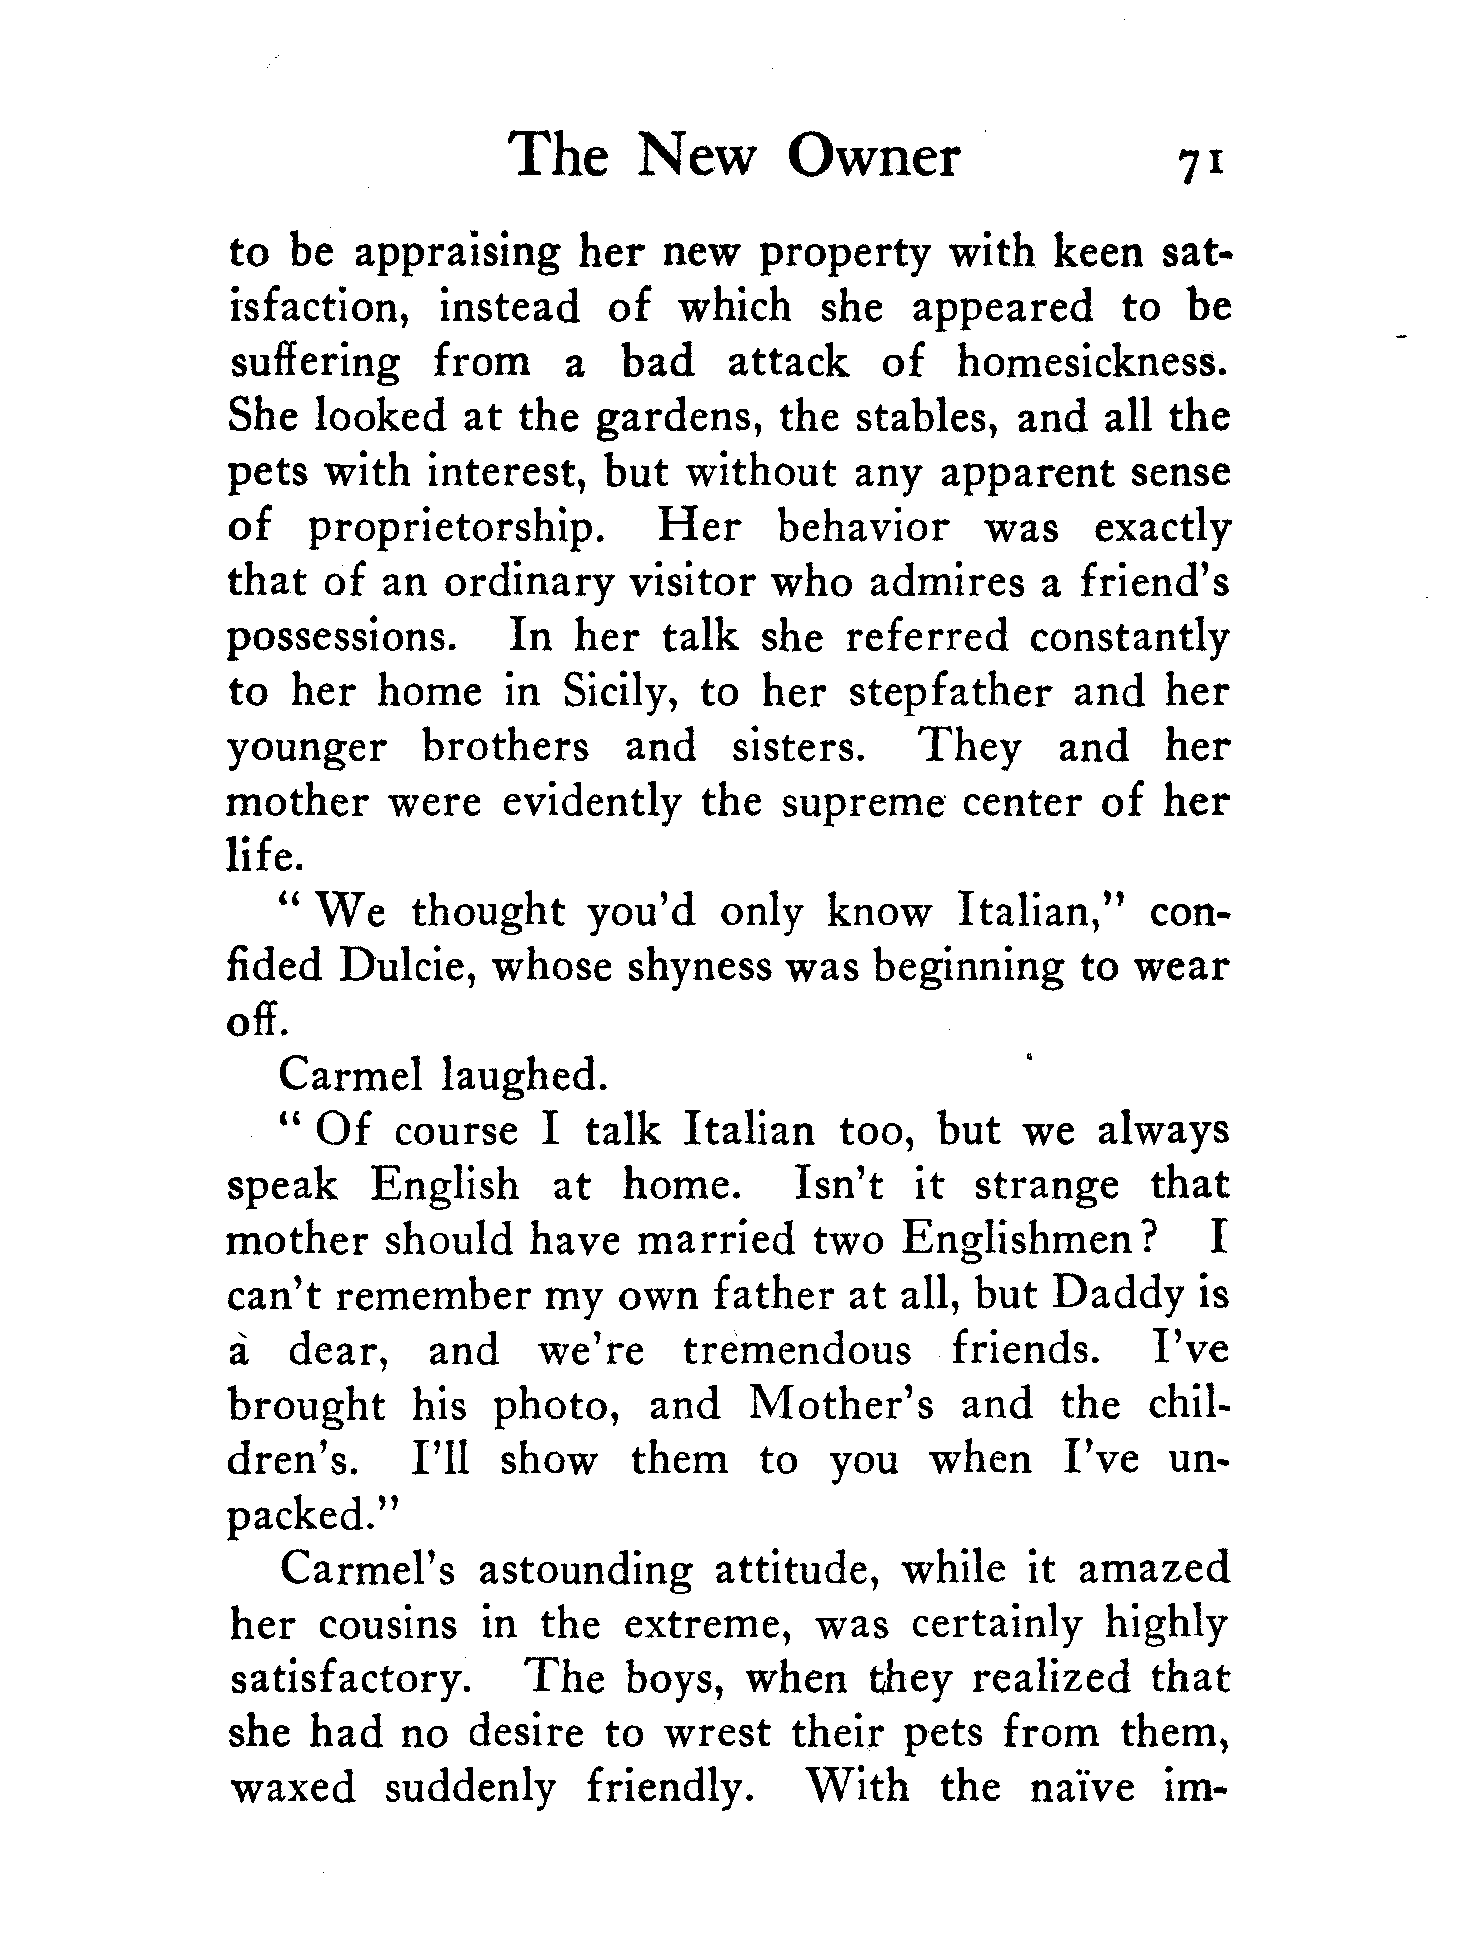 The New Owner 71
to be appraising her new property with keen sat-
isfaction, instead of which she appeared to be
suffering from a bad attack of homesickness.
She looked at the gardens, the stables, and all the
pets with interest, but without any apparent sense
of proprietorship. Her behavior was exactly
that of an ordinary visitor who admires a friend's
possessions. In her talk she referred constantly
to her home in Sicily, to her stepfather and her
younger brothers and sisters. They and her
mother were evidently the supreme center of her
life.
" We thought you'd only know Italian," con-
fided Dulcie, whose shyness was beginning to wear
off.
Carmel laughed.
" Of course I talk Italian too, but we always
speak English at home. Isn't it strange that
mother should have married two Englishmen? I
can't remember my own father at all, but Daddy is
a dear, and we're tremendous friends. I've
brought his photo, and Mother's and the chil-
dren's. I'll show them to you when I've un-
packed."
Carmel's astounding attitude, while it amazed
her cousins in the extreme, was certainly highly
satisfactory. The boys, when they realized that
she had no desire to wrest their pets from them,
waxed suddenly friendly. With the naïve im-